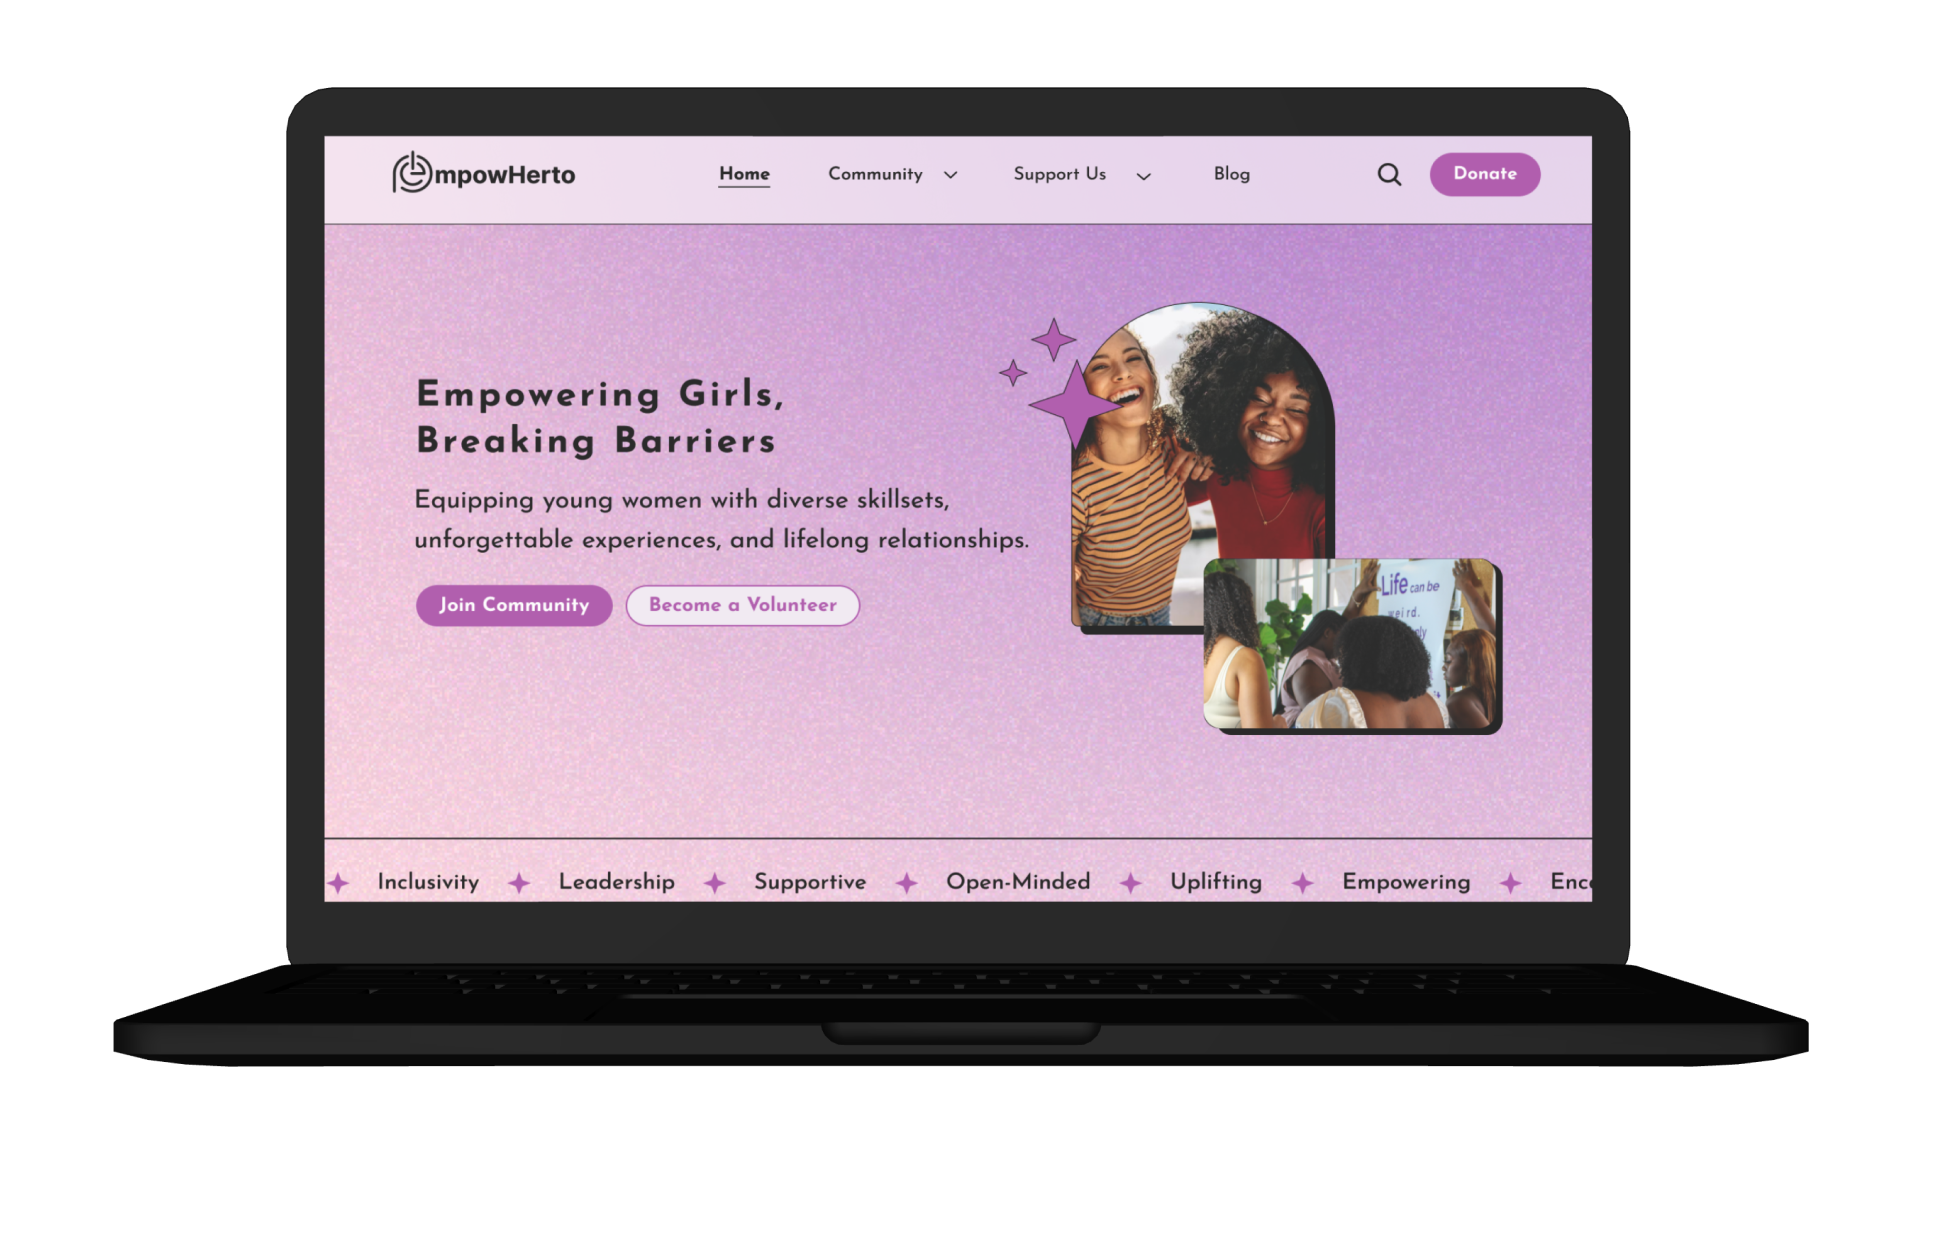 EmpowHerto
Home Community Support Us Blog Donate
Empowering Girls,
Breaking Barriers
Equipping young women with diverse skillsets,
unforgettable experiences, and lifelong relationships.
Join Community Become a Volunteer
Life can be
weird.
Inclusivity Leadership Supportive Open-Minded Uplifting Empowering